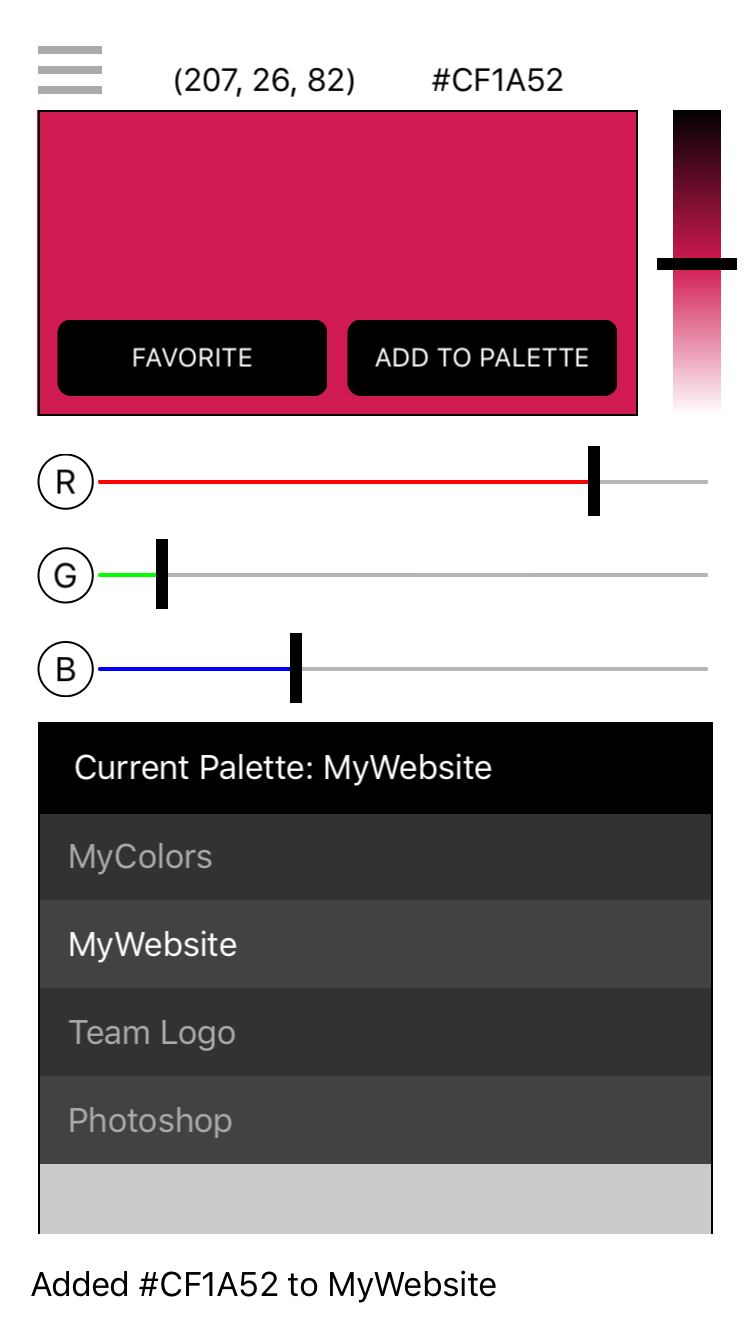 (207, 26, 82) #CF1A52
FAVORITE ADD TO PALETTE
R
G
B
Current Palette: MyWebsite
MyColors
MyWebsite
Team Logo
Photoshop
Added #CF1A52 to MyWebsite